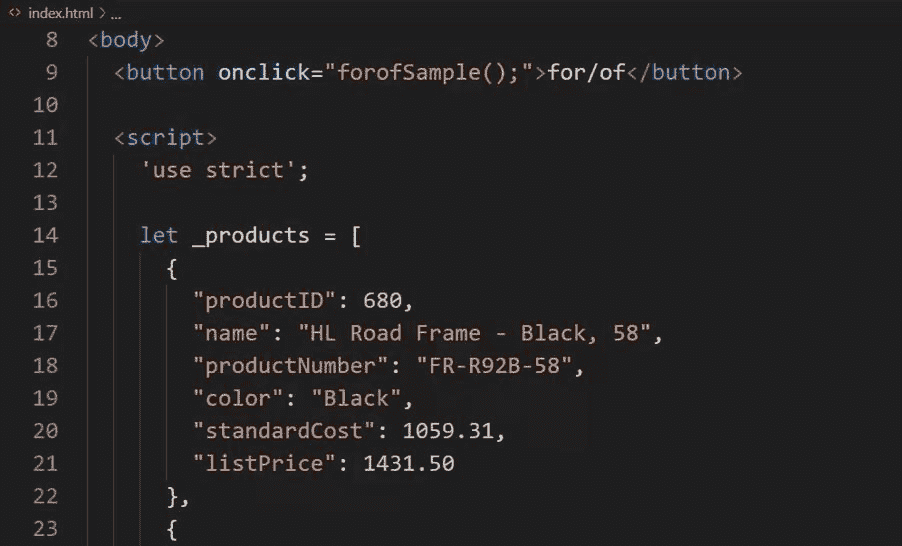 <> index.html > ...
8 <body>
9 <button onclick="forofSample();">for/of</button>
10
11 <script>
12 'use strict';
13
14 let _products = [
15 {
16 "productID": 680,
17 "name": "HL Road Frame - Black, 58",
18 "productNumber": "FR-R92B-58",
19 "color": "Black",
20 "standardCost": 1059.31,
21 "listPrice": 1431.50
22 },
23 {